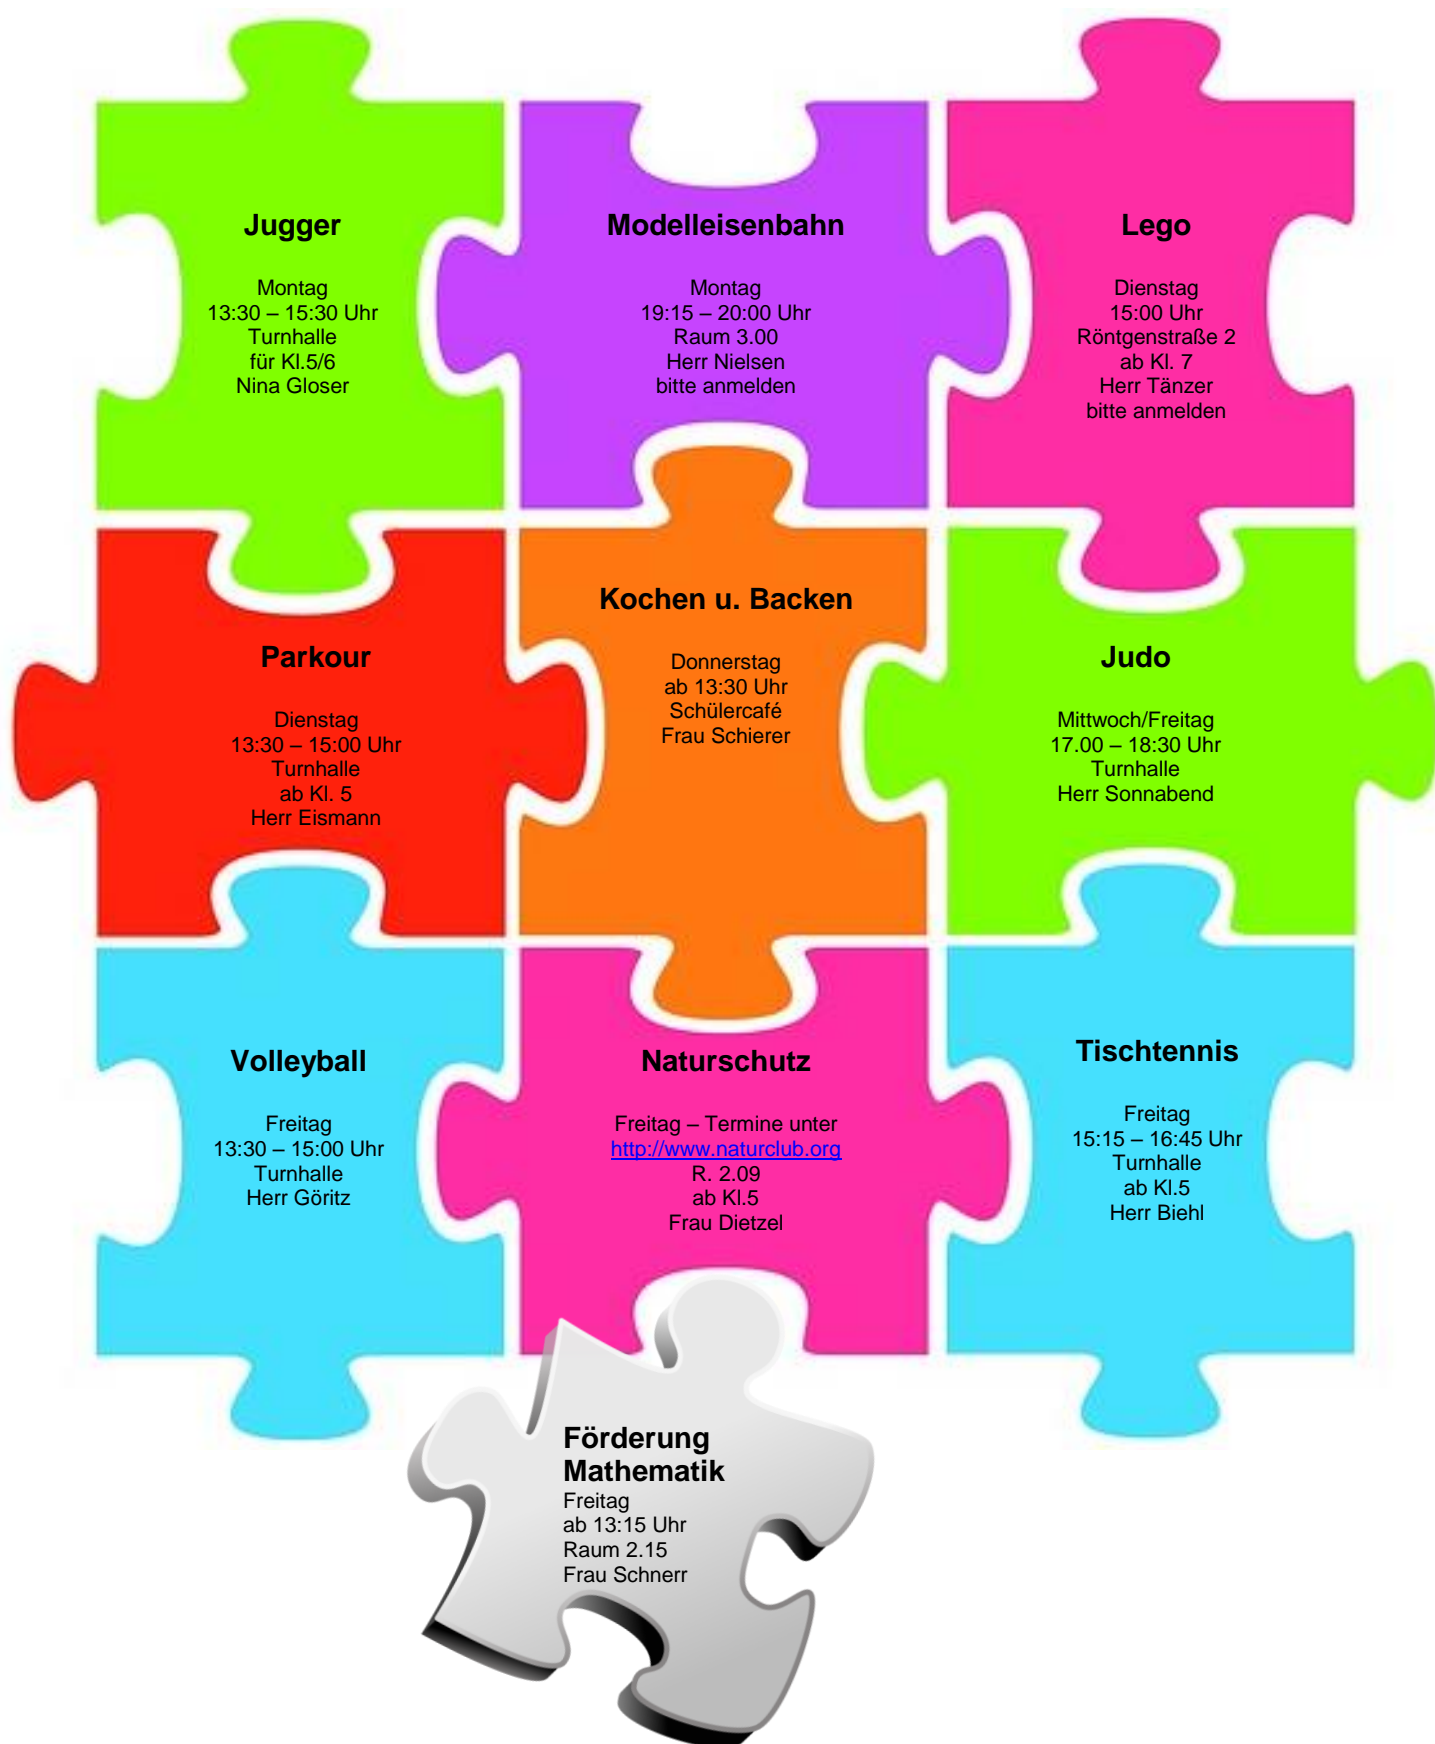 Jugger
Montag
13:30 – 15:30 Uhr
Turnhalle
für Kl.5/6
Nina Gloser
Modelleisenbahn
Montag
19:15 – 20:00 Uhr
Raum 3.00
Herr Nielsen
bitte anmelden
Lego
Dienstag
15:00 Uhr
Röntgenstraße 2
ab Kl. 7
Herr Tänzer
bitte anmelden
Parkour
Dienstag
13:30 – 15:00 Uhr
Turnhalle
ab Kl. 5
Herr Eismann
Kochen u. Backen
Donnerstag
ab 13:30 Uhr
Schülercafé
Frau Schierer
Judo
Mittwoch/Freitag
17.00 – 18:30 Uhr
Turnhalle
Herr Sonnabend
Volleyball
Freitag
13:30 – 15:00 Uhr
Turnhalle
Herr Göritz
Naturschutz
Freitag – Termine unter
http://www.naturclub.org
R. 2.09
ab Kl.5
Frau Dietzel
Tischtennis
Freitag
15:15 – 16:45 Uhr
Turnhalle
ab Kl.5
Herr Biehl
Förderung
Mathematik
Freitag
ab 13:15 Uhr
Raum 2.15
Frau Schnerr